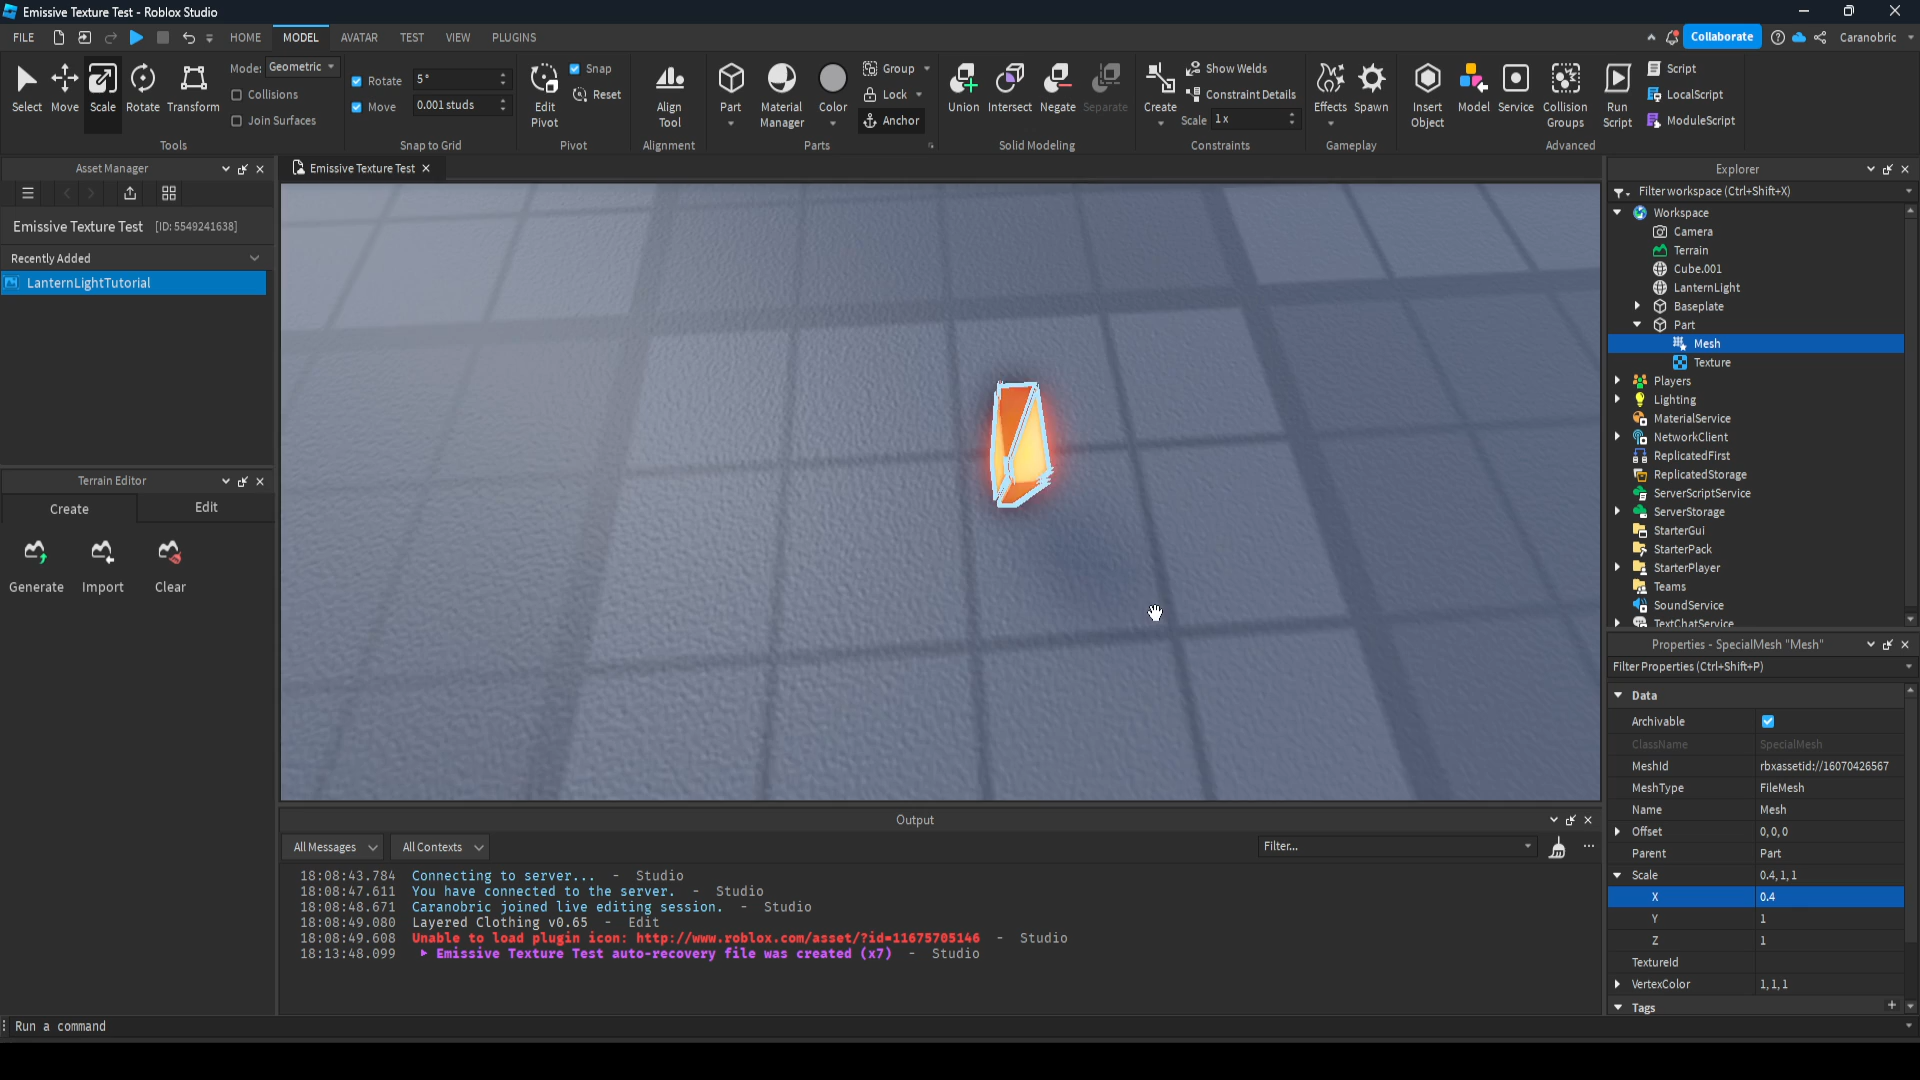 Emissive Texture Test - Roblox Studio
FILE HOME MODEL AVATAR TEST VIEW PLUGINS
Collaborate Caranobric
Select Move Scale Rotate Transform
Mode: Geometric
Collisions
Join Surfaces
Tools
Rotate 5°
Move 0.001 studs
Snap to Grid
Edit Pivot
Snap
Reset
Pivot
Align Tool
Alignment
Part Material Manager Color
Group
Lock
Anchor
Parts
Union Intersect Negate Separate
Solid Modeling
Create
Show Welds
Constraint Details
Scale 1x
Constraints
Effects Spawn
Gameplay
Insert Object Model Service Collision Groups Run Script
Script
LocalScript
ModuleScript
Advanced
Asset Manager
Emissive Texture Test [ID: 5549241638]
Recently Added
LanternLightTutorial
Terrain Editor
Create Edit
Generate Import Clear
Emissive Texture Test
Output
All Messages All Contexts Filter...
18:08:43.784 Connecting to server... - Studio
18:08:47.611 You have connected to the server. - Studio
18:08:48.671 Caranobric joined live editing session. - Studio
18:08:49.080 Layered Clothing v0.65 - Edit
18:08:49.608 Unable to load plugin icon: http://www.roblox.com/asset/?id=11675705146 - Studio
18:13:48.099 Emissive Texture Test auto-recovery file was created (x7) - Studio
Run a command
Explorer
Filter workspace (Ctrl+Shift+X)
Workspace
Camera
Terrain
Cube.001
LanternLight
Baseplate
Part
Mesh
Texture
Players
Lighting
MaterialService
NetworkClient
ReplicatedFirst
ReplicatedStorage
ServerScriptService
ServerStorage
StarterGui
StarterPack
StarterPlayer
Teams
SoundService
TextChatService
Properties - SpecialMesh "Mesh"
Filter Properties (Ctrl+Shift+P)
Data
Archivable
ClassName SpecialMesh
MeshId rbxassetid://16070426567
MeshType FileMesh
Name Mesh
Offset 0, 0, 0
Parent Part
Scale 0.4, 1, 1
X 0.4
Y 1
Z 1
TextureId
VertexColor 1, 1, 1
Tags